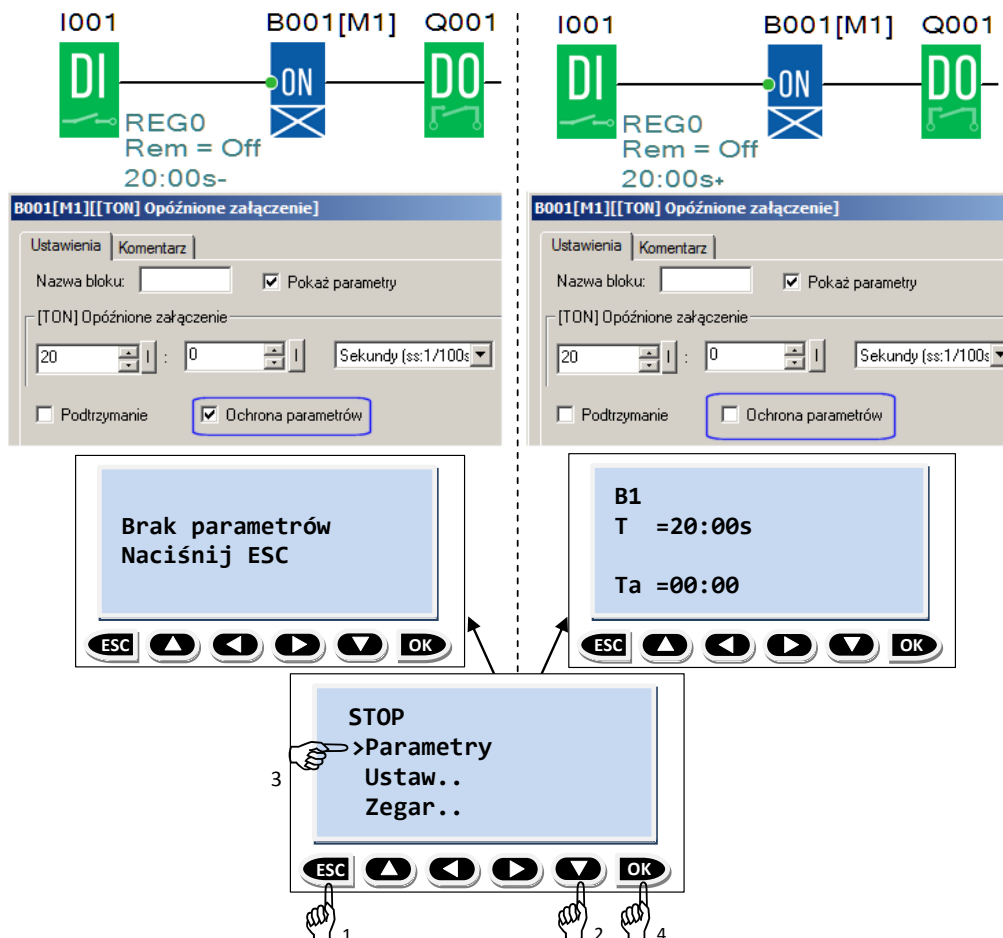 I001 B001[M1] Q001
DI ON DO
REG0
Rem = Off
20:00s-
B001[M1][[TON] Opóźnione załączenie]
Ustawienia Komentarz
Nazwa bloku: Pokaż parametry
[TON] Opóźnione załączenie
20 : 0 Sekundy (ss:1/100s
Podtrzymanie Ochrona parametrów
Brak parametrów
Naciśnij ESC
ESC OK
I001 B001[M1] Q001
DI ON DO
REG0
Rem = Off
20:00s+
B001[M1][[TON] Opóźnione załączenie]
Ustawienia Komentarz
Nazwa bloku: Pokaż parametry
[TON] Opóźnione załączenie
20 : 0 Sekundy (ss:1/100s
Podtrzymanie Ochrona parametrów
B1
T =20:00s
Ta =00:00
ESC OK
STOP
>Parametry
3
Ustaw..
Zegar..
ESC OK
1 2 4